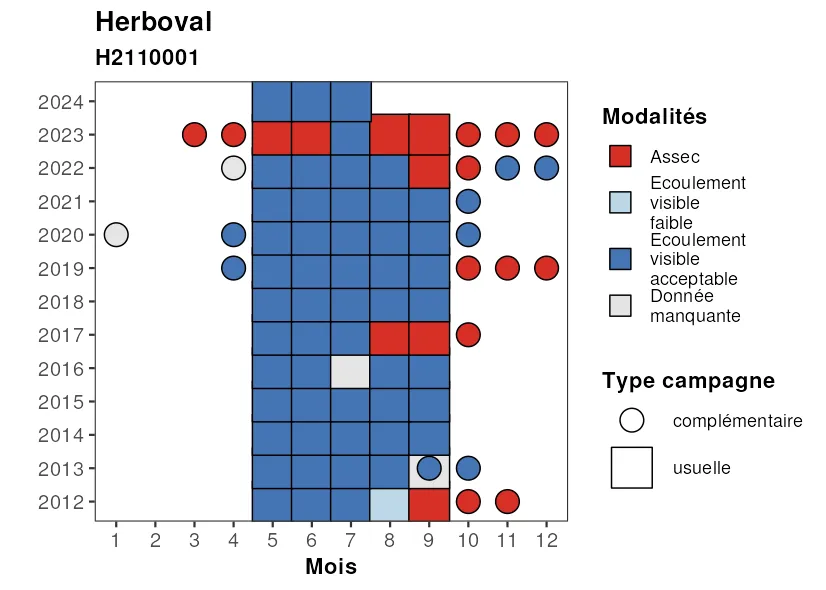 Herboval
H2110001
2024
2023
2022
2021
2020
2019
2018
2017
2016
2015
2014
2013
2012
1 2 3 4 5 6 7 8 9 10 11 12
Mois
Modalités
Assec
Ecoulement
visible
faible
Ecoulement
visible
acceptable
Donnée
manquante
Type campagne
complémentaire
usuelle